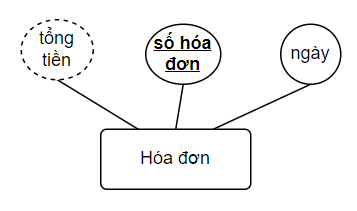 tổng
tiền
số hóa
đơn
ngày
Hóa đơn